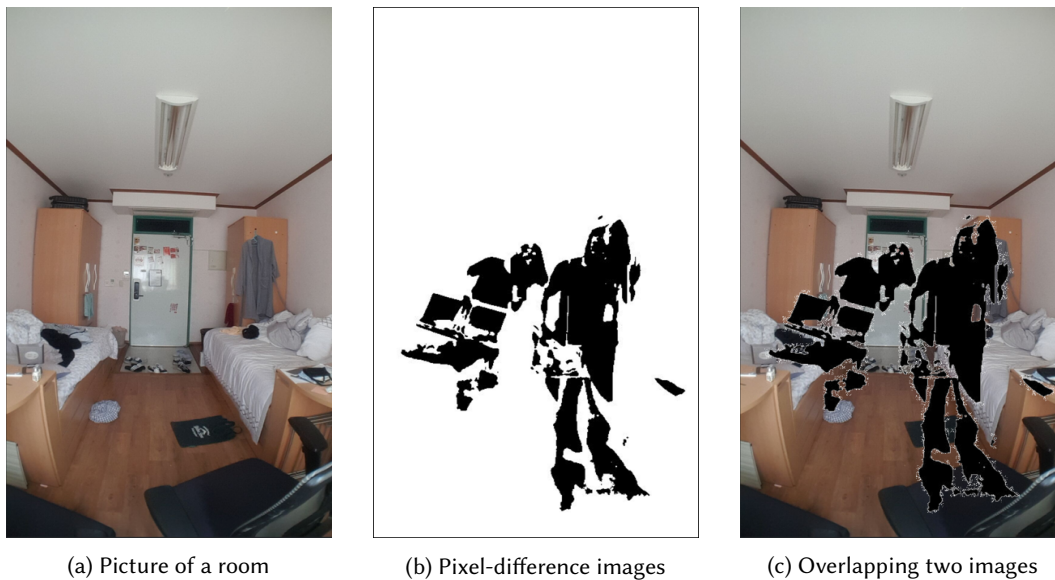 (a) Picture of a room
(b) Pixel-difference images
(c) Overlapping two images